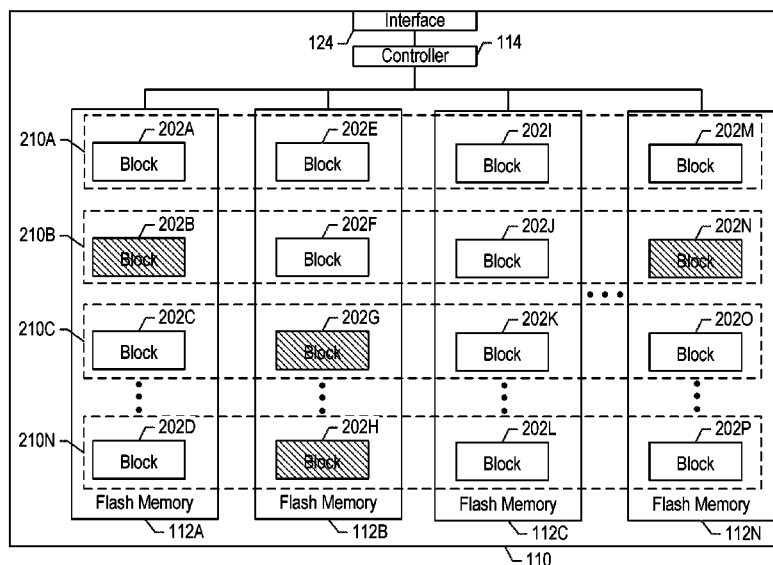 Interface
124
Controller
114
202A 202E 202I 202M
210A
Block Block Block Block
202B 202F 202J 202N
210B
Block Block Block Block
202C 202G 202K 202O
210C
Block Block Block Block
202D 202H 202L 202P
210N
Block Block Block Block
Flash Memory Flash Memory Flash Memory Flash Memory
112A 112B 112C 112N
110